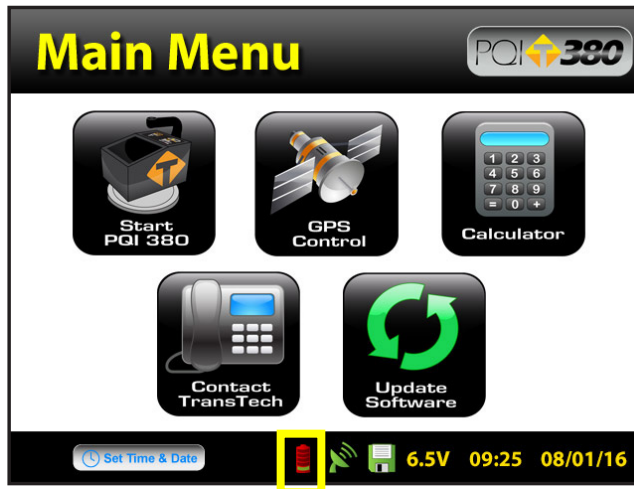 Main Menu
PQI T 380
Start
PQI 380
GPS
Control
1 2 3
4 5 6
7 8 9
= 0 +
Calculator
Contact
TransTech
Update
Software
Set Time & Date
6.5V 09:25 08/01/16